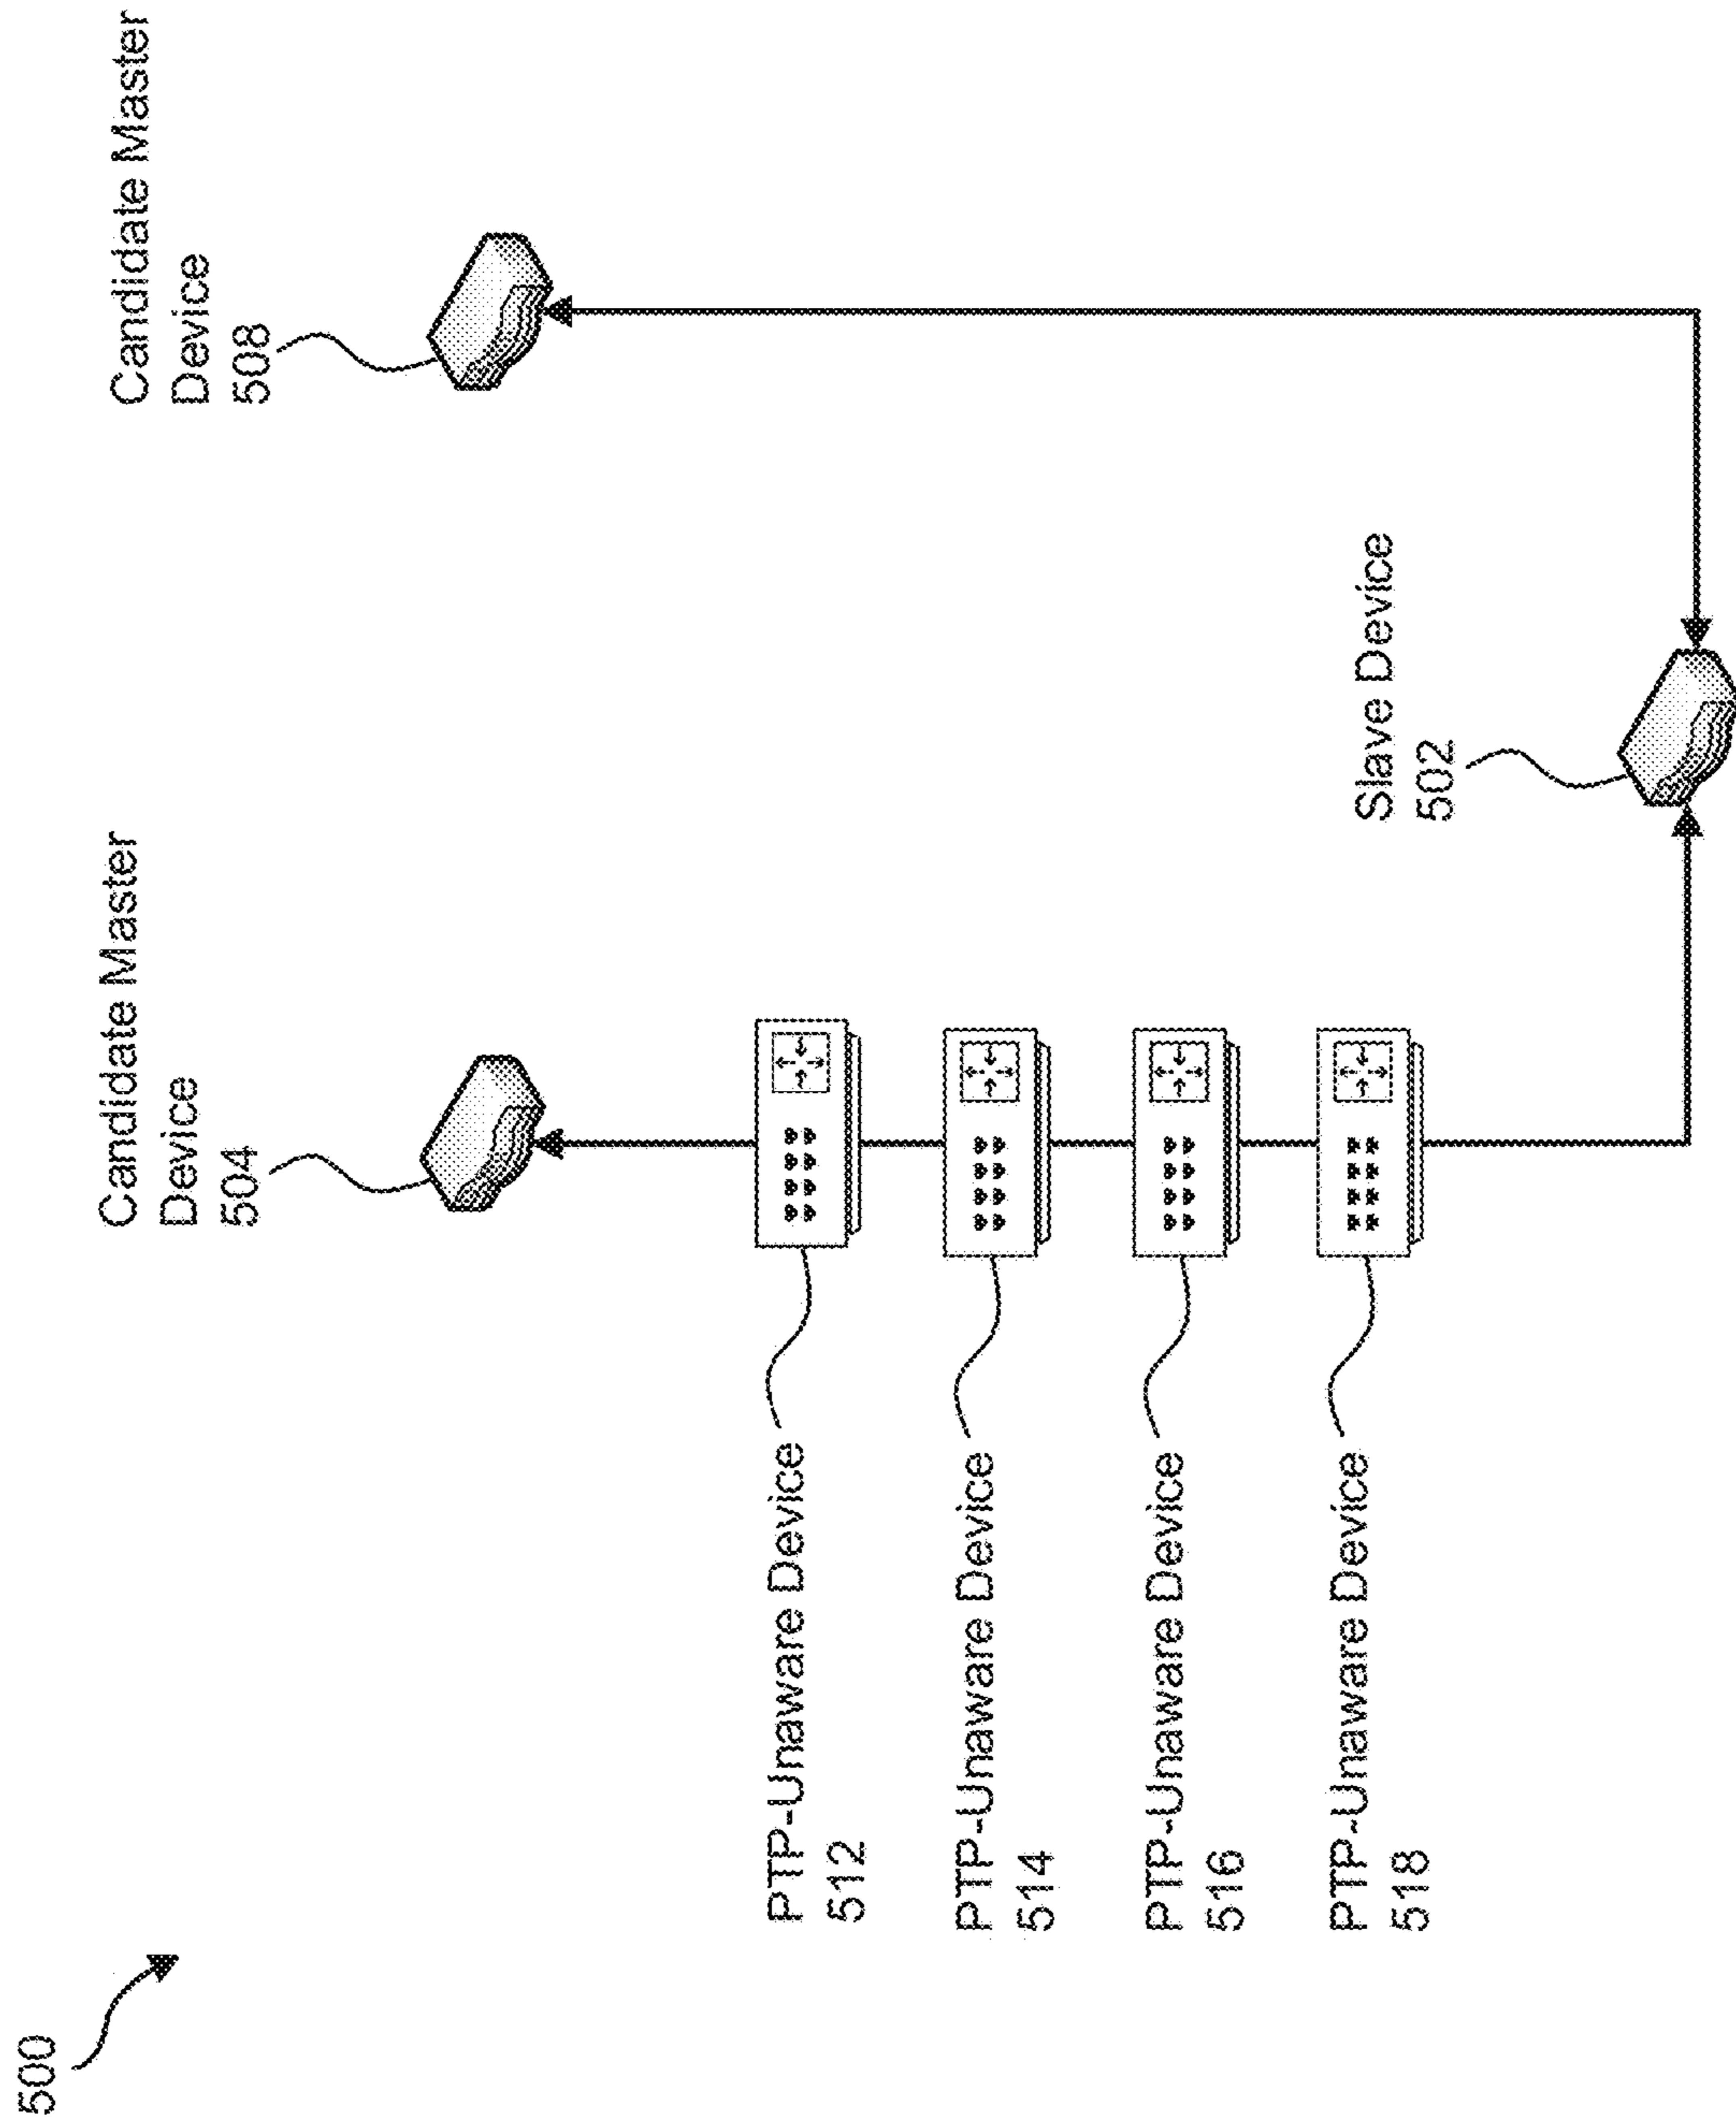 500
Candidate Master
Device
504
Candidate Master
Device
508
PTP-Unaware Device
512
PTP-Unaware Device
514
PTP-Unaware Device
516
PTP-Unaware Device
518
Slave Device
502